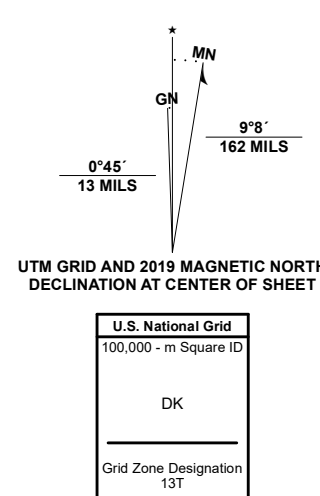 ★
MN
GN
9°8´
162 MILS
0°45´
13 MILS
UTM GRID AND 2019 MAGNETIC NORTH
DECLINATION AT CENTER OF SHEET
U.S. National Grid
100,000 - m Square ID
DK
Grid Zone Designation
13T